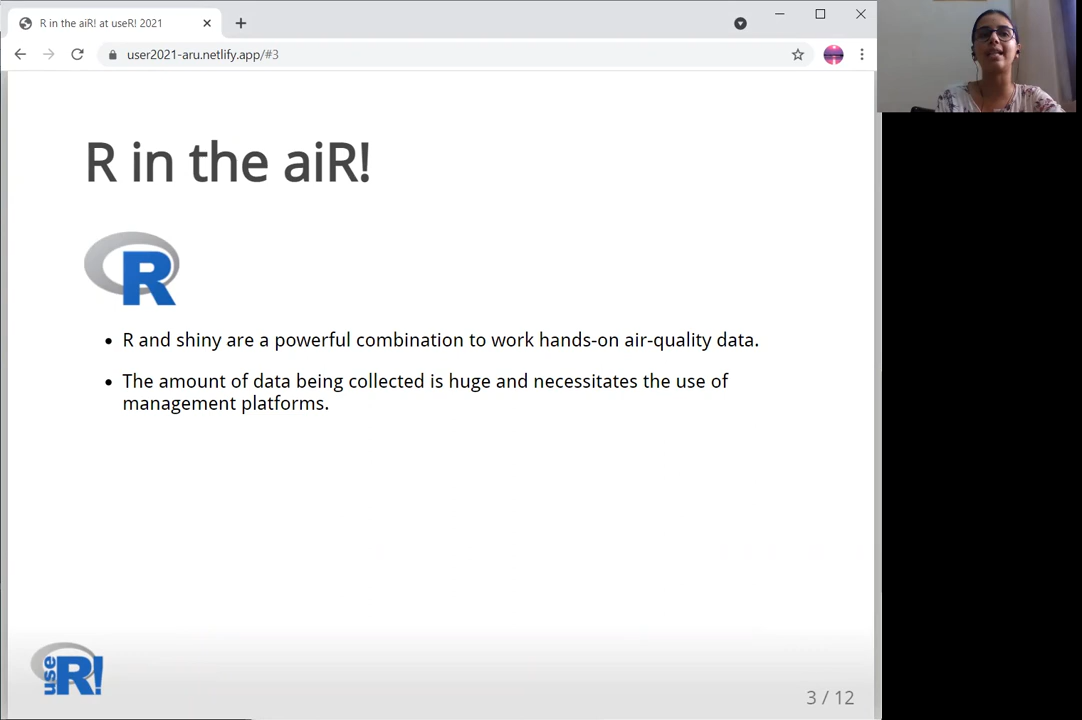 R in the aiR! at useR! 2021
user2021-aru.netlify.app/#3
R in the aiR!
R
R and shiny are a powerful combination to work hands-on air-quality data.
The amount of data being collected is huge and necessitates the use of
management platforms.
useR!
3 / 12